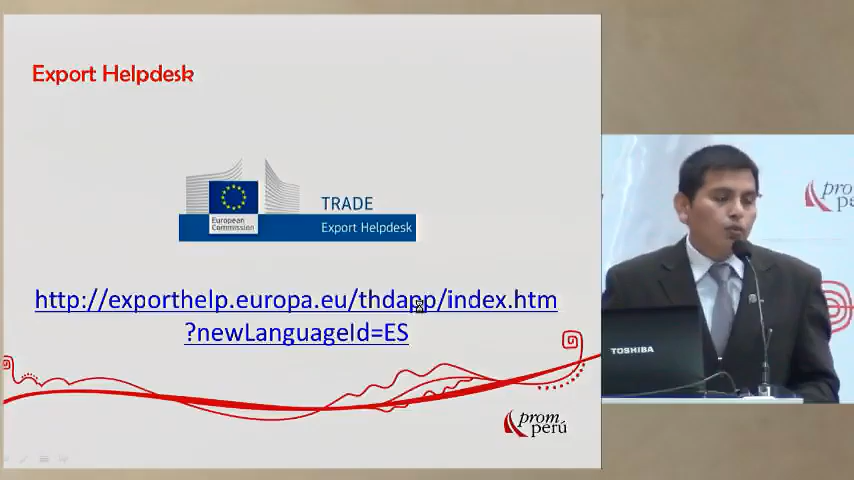 Export Helpdesk
European
Commission
TRADE
Export Helpdesk
http://exporthelp.europa.eu/thdapp/index.htm
?newLanguageId=ES
prom
perú
TOSHIBA
prom